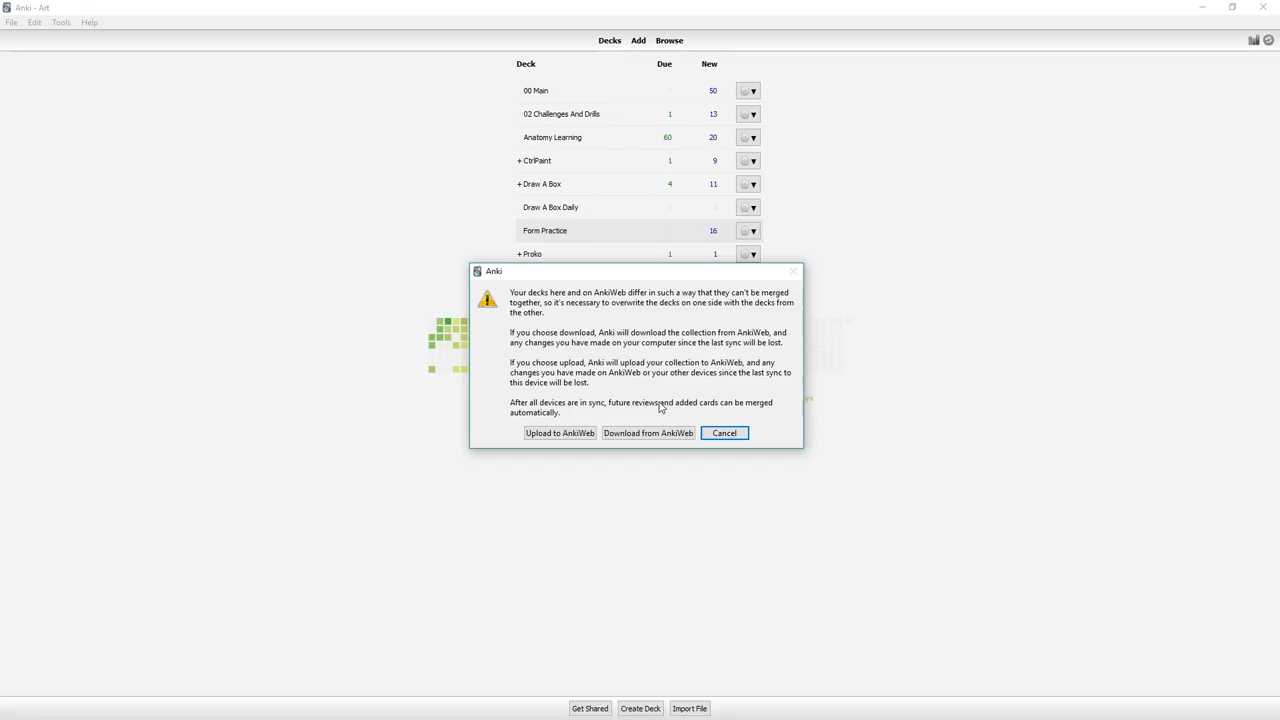 Anki - Art
File Edit Tools Help
Decks Add Browse
Deck Due New
00 Main 50
02 Challenges And Drills 1 13
Anatomy Learning 60 20
+ CtrlPaint 1 9
+ Draw A Box 4 11
Draw A Box Daily
Form Practice 16
+ Proko 1 1
Anki
Your decks here and on AnkiWeb differ in such a way that they can't be merged
together, so it's necessary to overwrite the decks on one side with the decks from
the other.
If you choose download, Anki will download the collection from AnkiWeb, and
any changes you have made on your computer since the last sync will be lost.
If you choose upload, Anki will upload your collection to AnkiWeb, and any
changes you have made on AnkiWeb or your other devices since the last sync to
this device will be lost.
After all devices are in sync, future reviews and added cards can be merged
automatically.
Upload to AnkiWeb Download from AnkiWeb Cancel
Get Shared Create Deck Import File